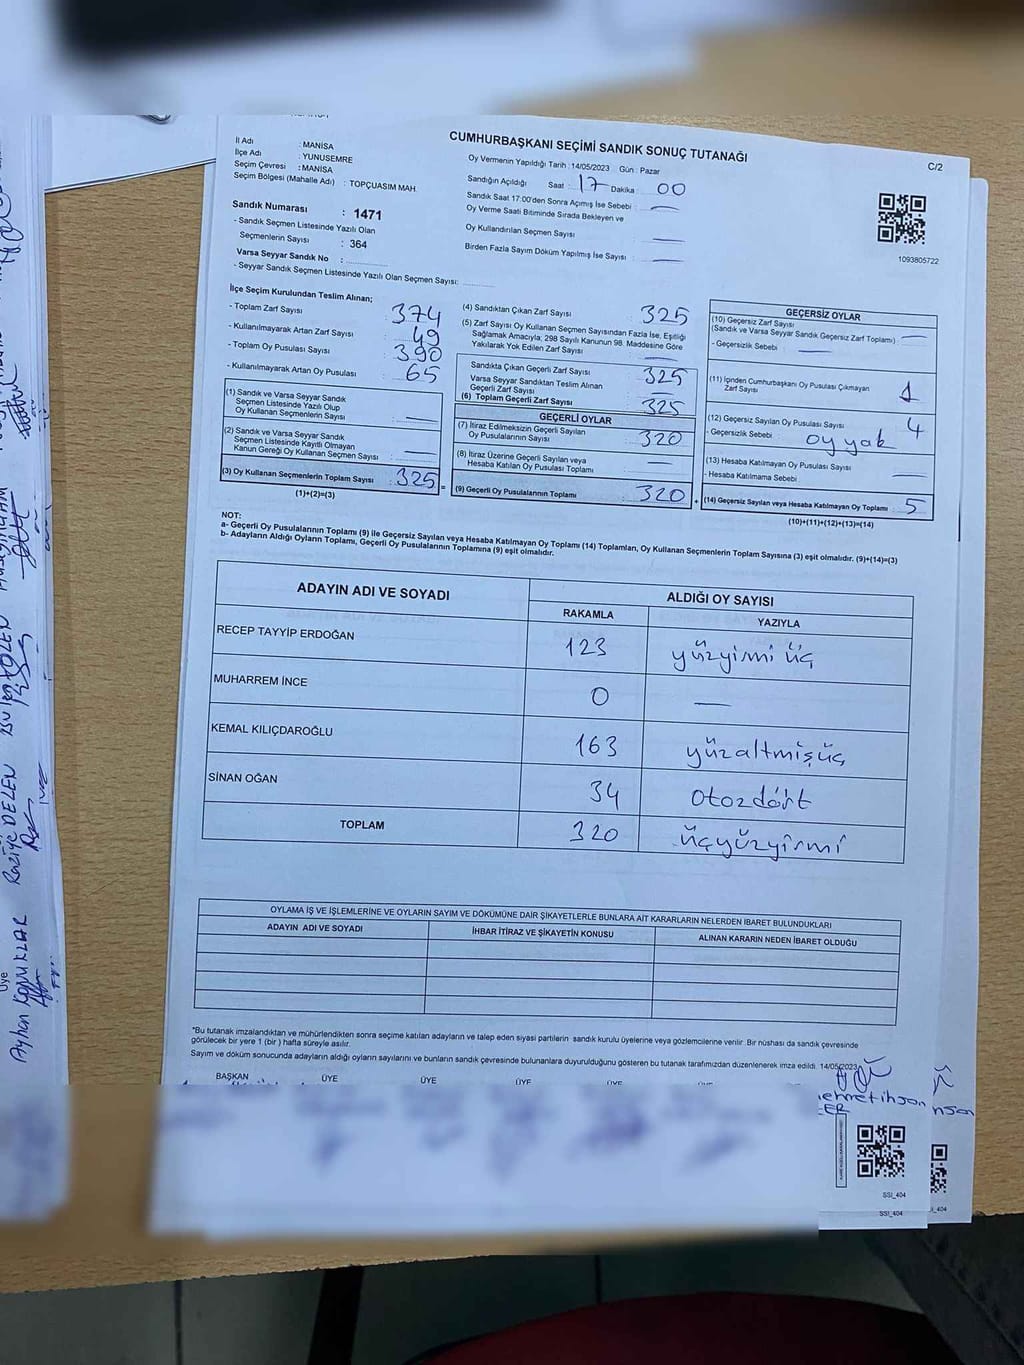 CUMHURBAŞKANI SEÇİMİ SANDIK SONUÇ TUTANAĞI
C/2
İl Adı : MANİSA
İlçe Adı : YUNUSEMRE
Seçim Çevresi : MANİSA
Seçim Bölgesi (Mahalle Adı) : TOPÇUASIM MAH.
Sandık Numarası : 1471
- Sandık Seçmen Listesinde Yazılı Olan
Seçmenlerin Sayısı : 364
Varsa Seyyar Sandık No :
- Seyyar Sandık Seçmen Listesinde Yazılı Olan Seçmen Sayısı:
Oy Vermenin Yapıldığı Tarih : 14/05/2023 Gün : Pazar
Sandığın Açıldığı Saat : 17 Dakika : 00
Sandık Saat 17:00'den Sonra Açımış İse Sebebi : —
Oy Verme Saati Bitiminde Sırada Bekleyen ve
Oy Kullandırılan Seçmen Sayısı —
Birden Fazla Sayım Döküm Yapılmış İse Sayısı : —
1093805722
İlçe Seçim Kurulundan Teslim Alınan;
- Toplam Zarf Sayısı : 374
- Kullanılmayarak Artan Zarf Sayısı : 49
- Toplam Oy Pusulası Sayısı : 390
- Kullanılmayarak Artan Oy Pusulası : 65
(1) Sandık ve Varsa Seyyar Sandık
Seçmen Listesinde Yazılı Olup
Oy Kullanan Seçmenlerin Sayısı : —
(2) Sandık ve Varsa Seyyar Sandık
Seçmen Listesinde Kayıtlı Olmayan
Kanun Gereği Oy Kullanan Seçmen Sayısı : —
(3) Oy Kullanan Seçmenlerin Toplam Sayısı : 325 =
(1)+(2)=(3)
(4) Sandıktan Çıkan Zarf Sayısı : 325
(5) Zarf Sayısı Oy Kullanan Seçmen Sayısından Fazla İse, Eşitliği
Sağlamak Amacıyla; 298 Sayılı Kanunun 98. Maddesine Göre
Yakılarak Yok Edilen Zarf Sayısı : —
Sandıkta Çıkan Geçerli Zarf Sayısı : 325
Varsa Seyyar Sandıktan Teslim Alınan
Geçerli Zarf Sayısı
(6) Toplam Geçerli Zarf Sayısı : 325
GEÇERLİ OYLAR
(7) İtiraz Edilmeksizin Geçerli Sayılan
Oy Pusulalarının Sayısı : 320
(8) İtiraz Üzerine Geçerli Sayılan veya
Hesaba Katılan Oy Pusulası Toplamı : —
(9) Geçerli Oy Pusulalarının Toplamı : 320 +
GEÇERSİZ OYLAR
(10) Geçersiz Zarf Sayısı
(Sandık ve Varsa Seyyar Sandık Geçersiz Zarf Toplamı) : —
- Geçersizlik Sebebi : —
(11) İçinden Cumhurbaşkanı Oy Pusulası Çıkmayan
Zarf Sayısı : 1
(12) Geçersiz Sayılan Oy Pusulası Sayısı : 4
- Geçersizlik Sebebi : oy yok
(13) Hesaba Katılmayan Oy Pusulası Sayısı : —
- Hesaba Katılmama Sebebi :
(14) Geçersiz Sayılan veya Hesaba Katılmayan Oy Toplamı : 5
(10)+(11)+(12)+(13)=(14)
NOT:
a- Geçerli Oy Pusulalarının Toplamı (9) ile Geçersiz Sayılan veya Hesaba Katılmayan Oy Toplamı (14) Toplamları, Oy Kullanan Seçmenlerin Toplam Sayısına (3) eşit olmalıdır. (9)+(14)=(3)
b- Adayların Aldığı Oyların Toplamı, Geçerli Oy Pusulalarının Toplamına (9) eşit olmalıdır.
ADAYIN ADI VE SOYADI ALDIĞI OY SAYISI
RAKAMLA YAZIYLA
RECEP TAYYİP ERDOĞAN 123 yüzyirmi üç
MUHARREM İNCE 0 —
KEMAL KILIÇDAROĞLU 163 yüzaltmışüç
SİNAN OĞAN 34 otozdört
TOPLAM 320 üçyüzyirmi
OYLAMA İŞ VE İŞLEMLERİNE VE OYLARIN SAYIM VE DÖKÜMÜNE DAİR ŞİKAYETLERLE BUNLARA AİT KARARLARIN NELERDEN İBARET BULUNDUKLARI
ADAYIN ADI VE SOYADI İHBAR İTİRAZ VE ŞİKAYETİN KONUSU ALINAN KARARIN NEDEN İBARET OLDUĞU
*Bu tutanak imzalandıktan ve mühürlendikten sonra seçime katılan adayların ve talep eden siyasi partilerin sandık kurulu üyelerine veya gözlemcilerine verilir. Bir nüshası da sandık çevresinde
görülecek bir yere 1 (bir) hafta süreyle asılır.
Sayım ve döküm sonucunda adayların aldığı oyların sayılarını ve bunların sandık çevresinde bulunanlara duyurulduğunu gösteren bu tutanak tarafımızdan düzenlenerek imza edildi. 14/05/2023
BAŞKAN ÜYE ÜYE ÜYE ÜYE ÜYE
SSI_404
SSI_404
Raziye DELEN
Üye
Ayhan